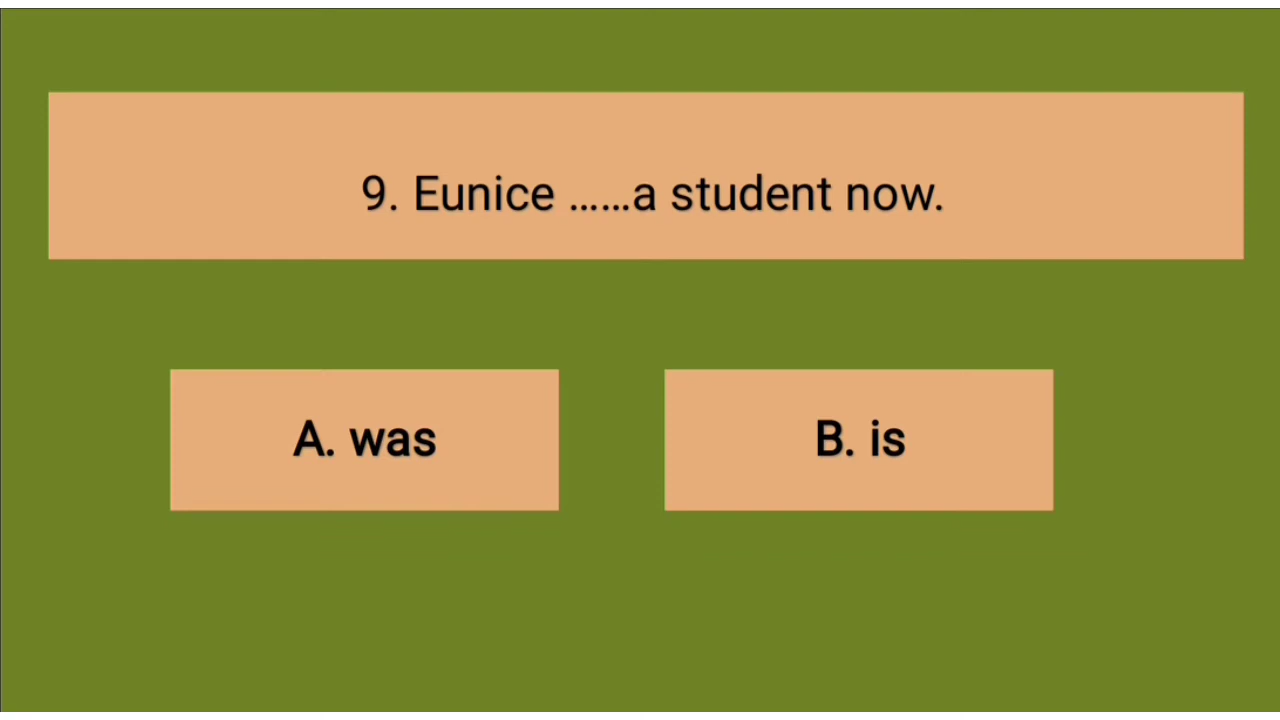 9. Eunice ......a student now.
A. was
B. is